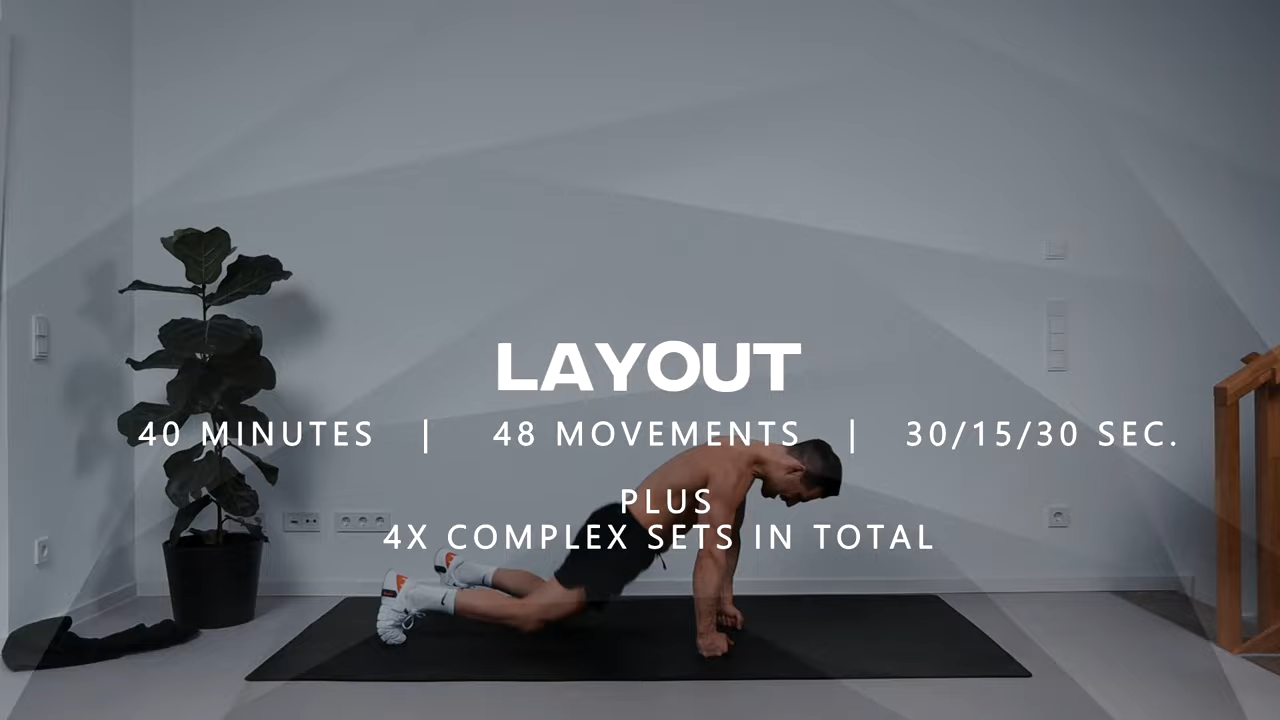 LAYOUT
40 MINUTES | 48 MOVEMENTS | 30/15/30 SEC.
PLUS
4X COMPLEX SETS IN TOTAL